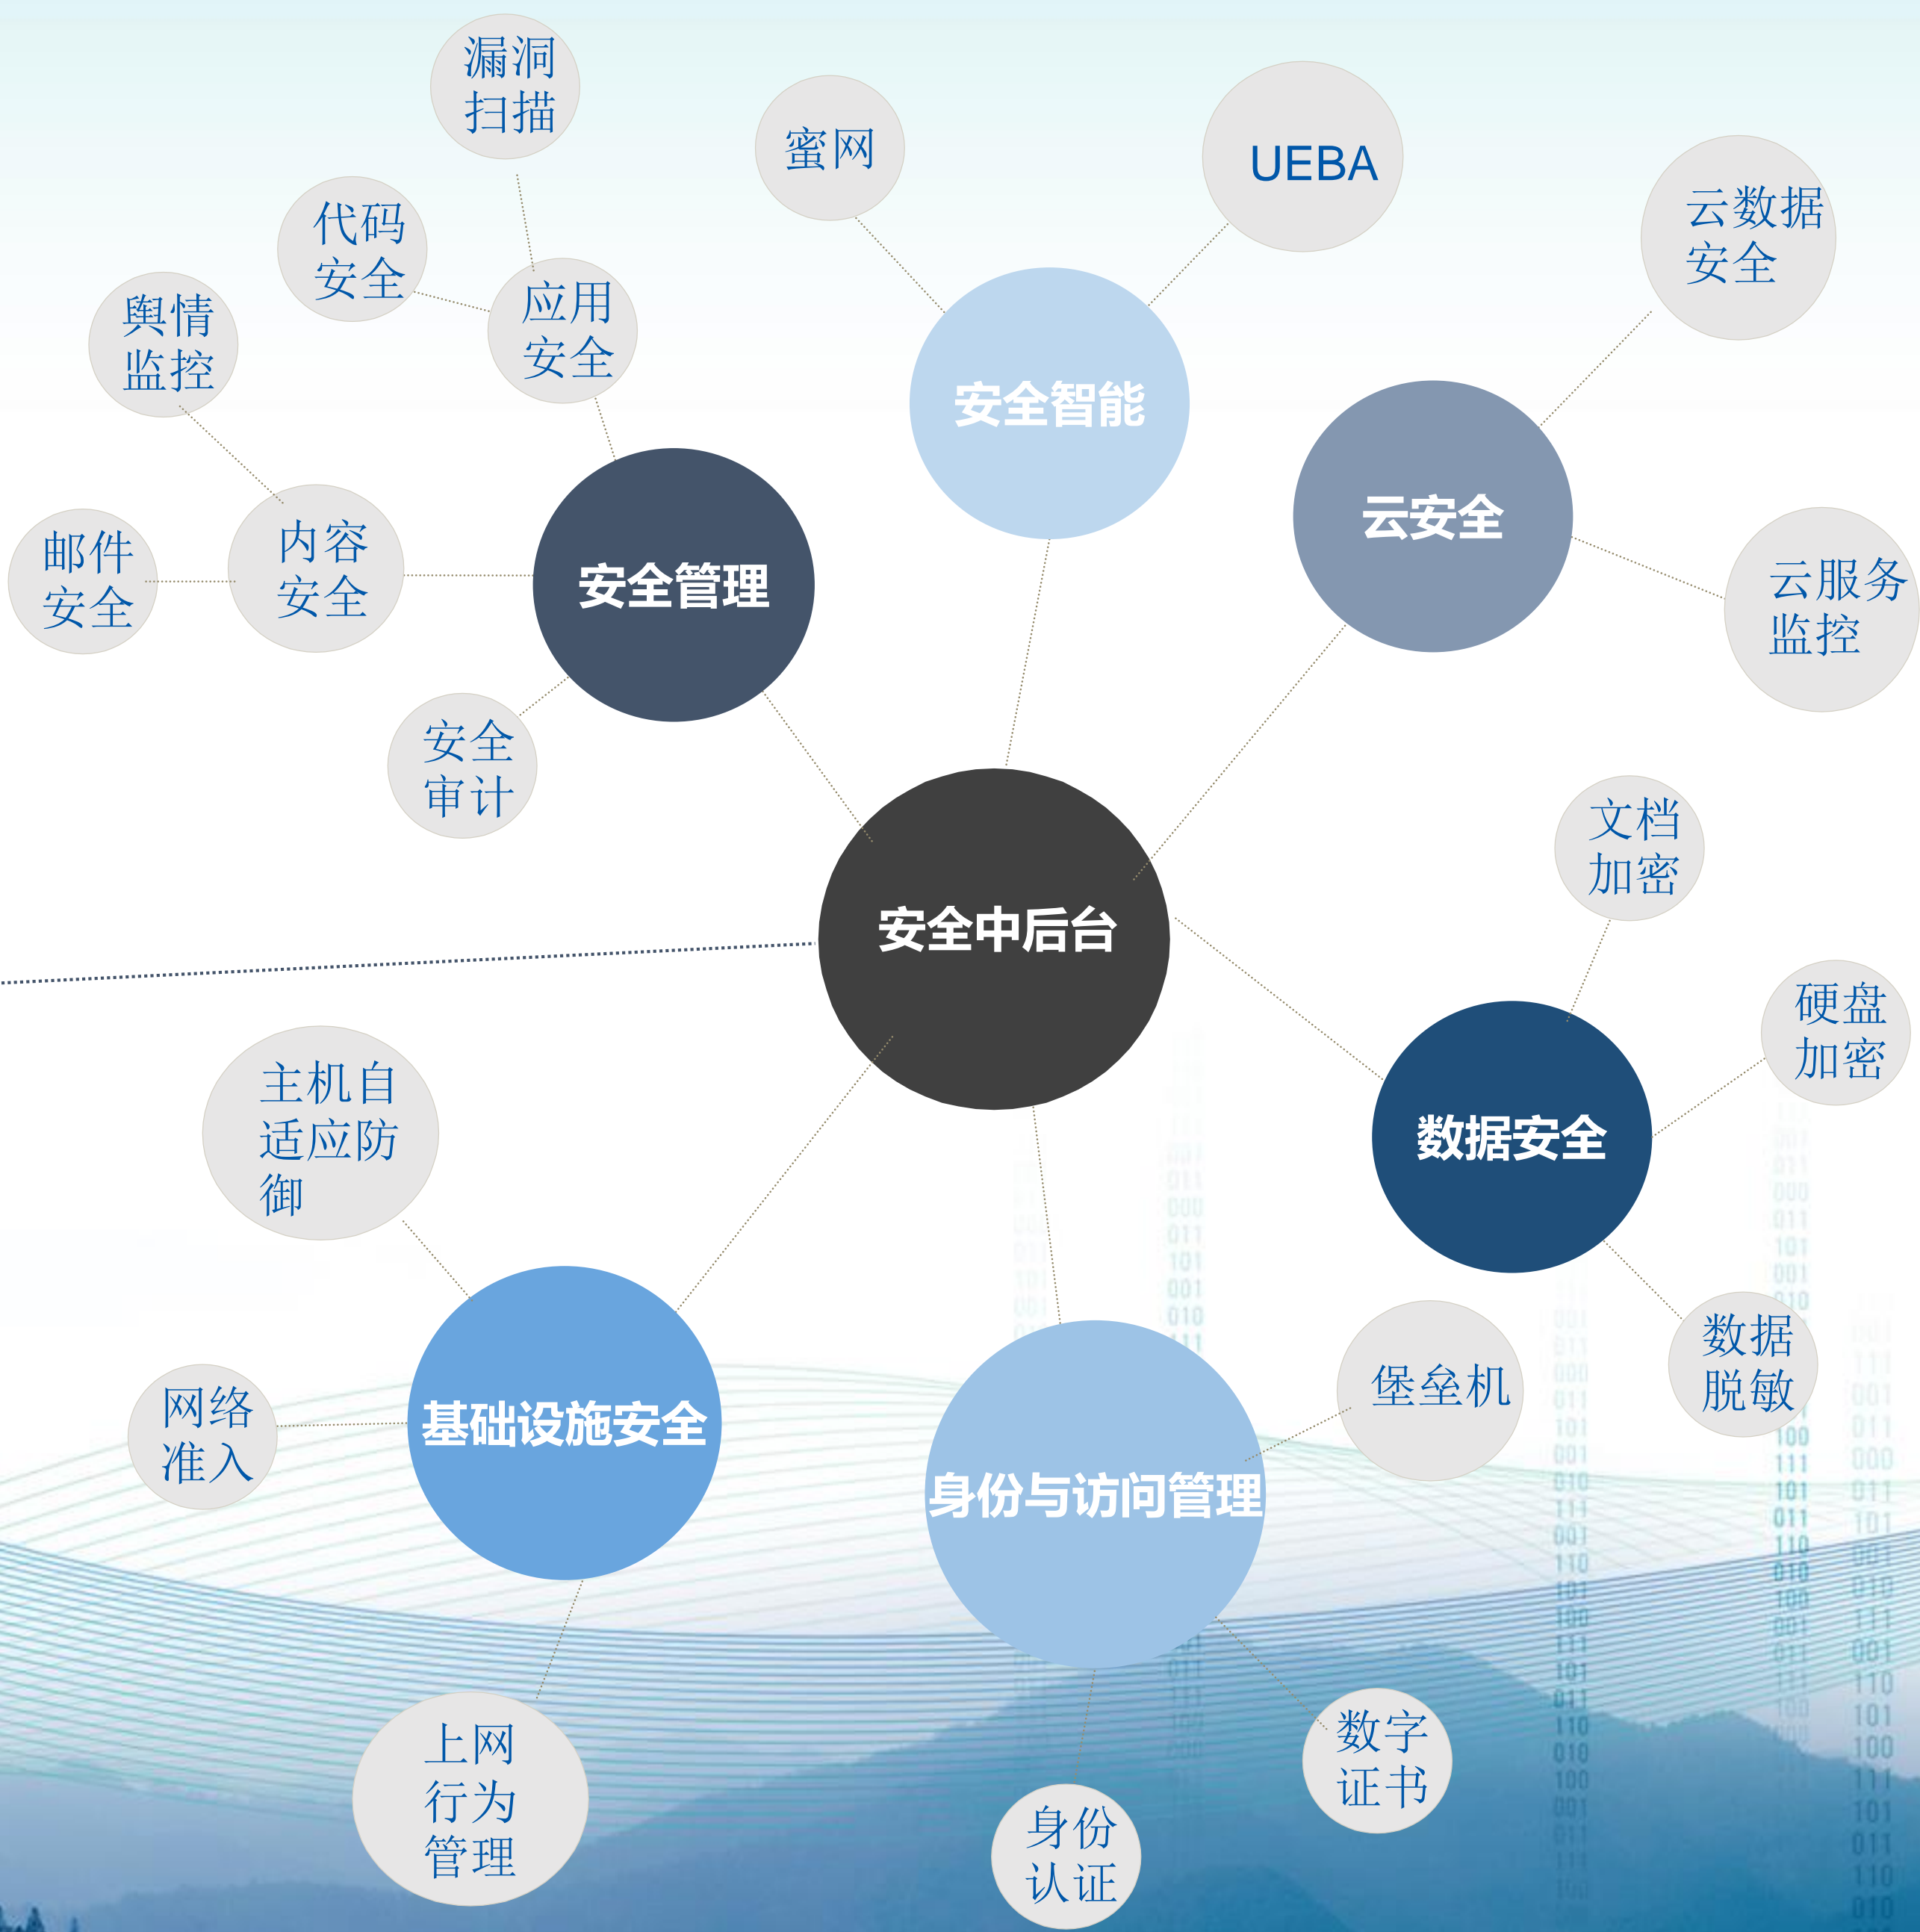 漏洞
扫描
蜜网
UEBA
云数据
安全
代码
安全
应用
安全
舆情
监控
安全智能
云安全
邮件
安全
内容
安全
安全管理
云服务
监控
安全
审计
文档
加密
安全中后台
硬盘
加密
主机自
适应防
御
数据安全
网络
准入
基础设施安全
身份与访问管理
堡垒机
数据
脱敏
上网
行为
管理
身份
认证
数字
证书